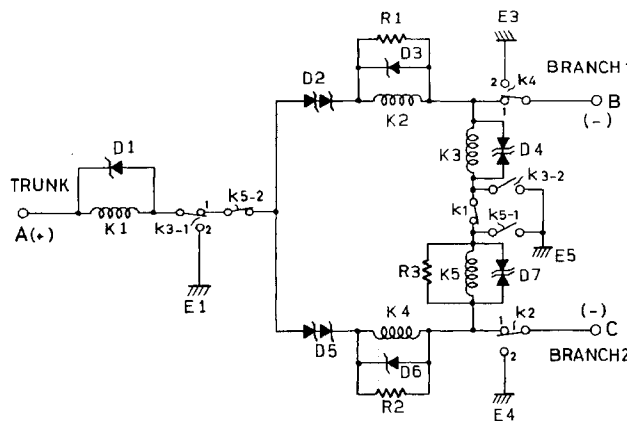 R1
E3
D3
D2
2
k4
BRANCH 1
K2
1
B
(-)
D1
K3
D4
TRUNK
k5-2
k3-2
1
k1
A(+)
K1
k3-1
2
k5-1
E5
R3
K5
D7
E1
K4
(-)
1
k2
C
D5
BRANCH2
D6
2
R2
E4